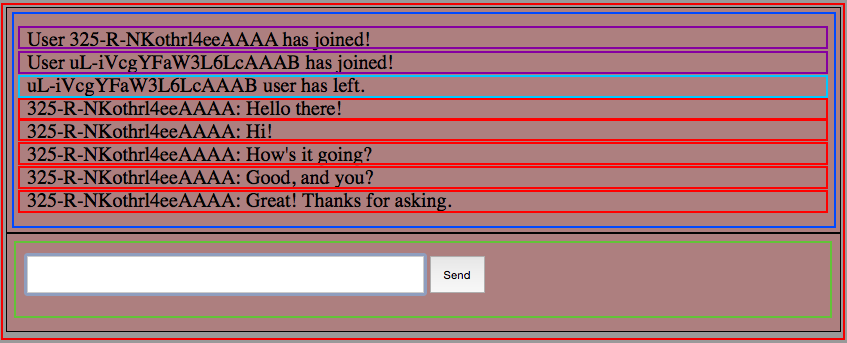 User 325-R-NKothrl4eeAAAA has joined!
User uL-iVcgYFaW3L6LcAAAB has joined!
uL-iVcgYFaW3L6LcAAAB user has left.
325-R-NKothrl4eeAAAA: Hello there!
325-R-NKothrl4eeAAAA: Hi!
325-R-NKothrl4eeAAAA: How's it going?
325-R-NKothrl4eeAAAA: Good, and you?
325-R-NKothrl4eeAAAA: Great! Thanks for asking.
Send